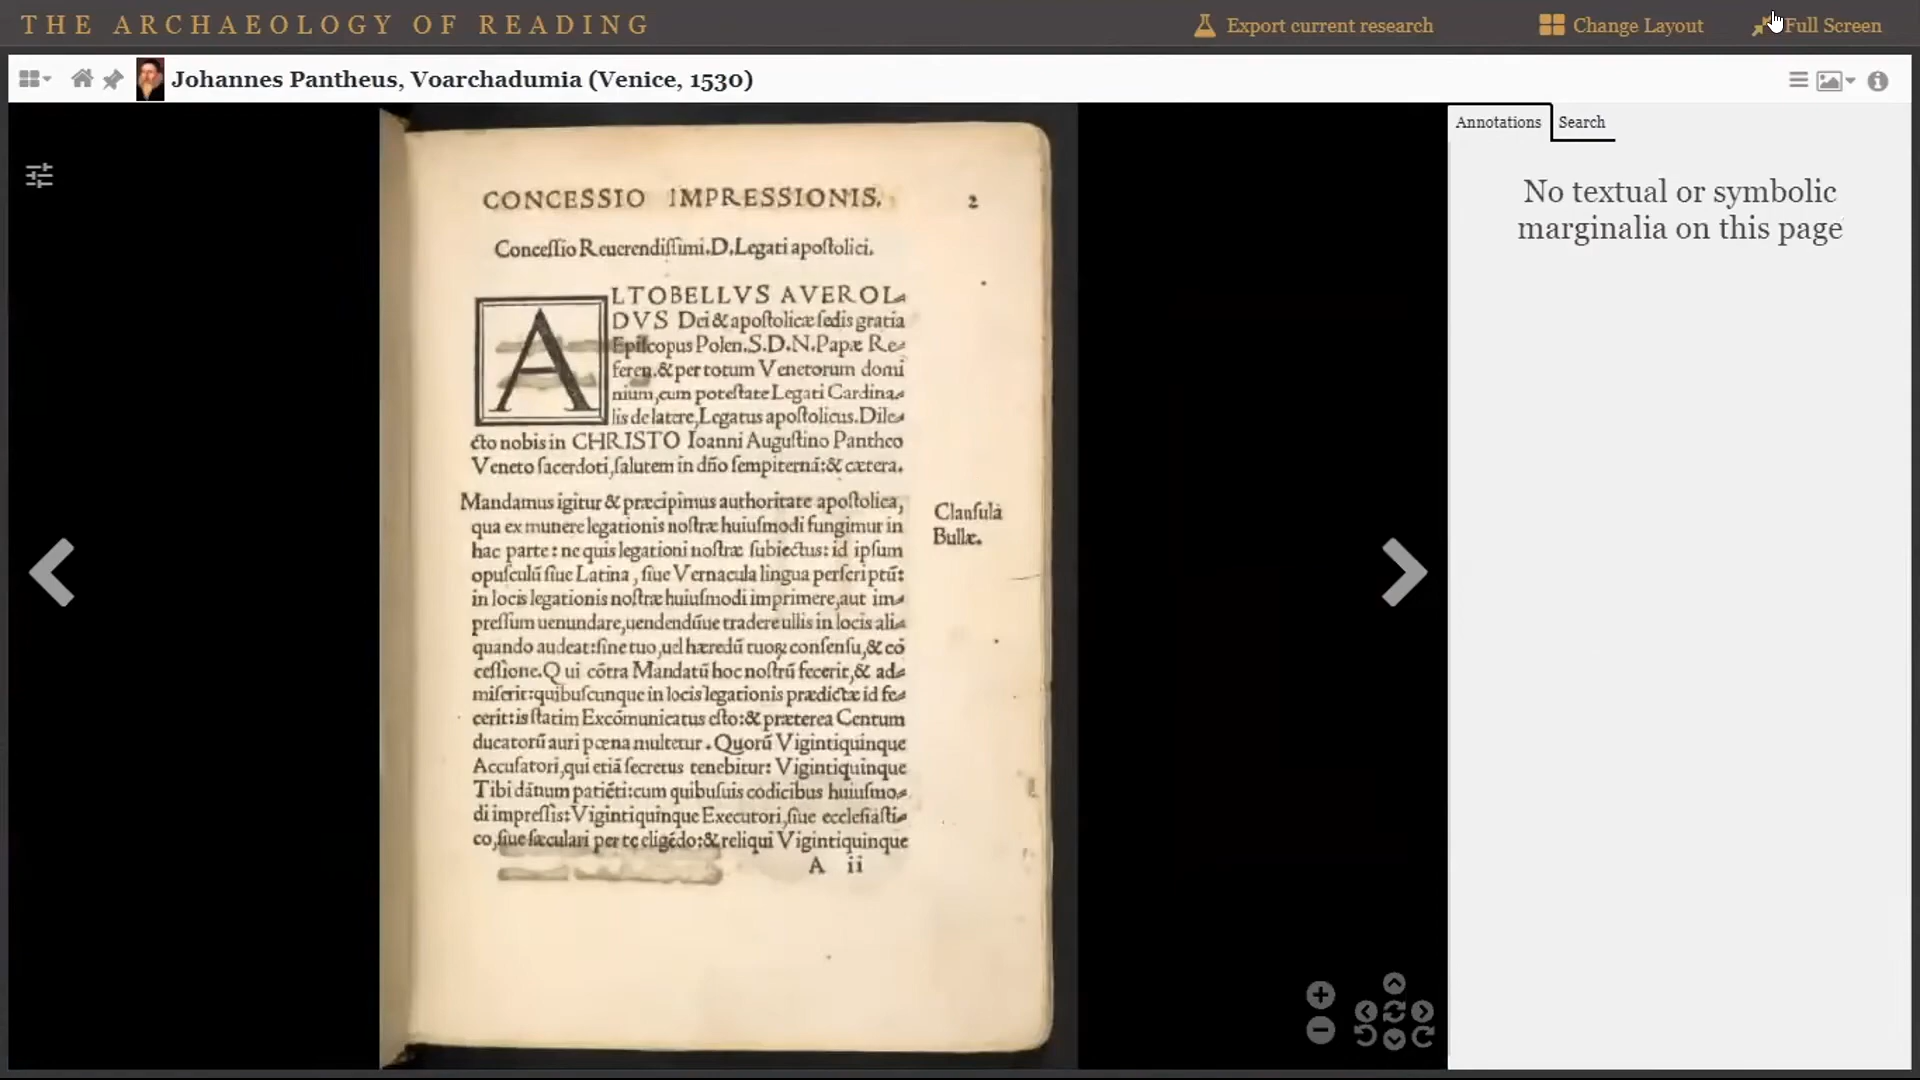 THE ARCHAEOLOGY OF READING
Export current research
Change Layout
Full Screen
Johannes Pantheus, Voarchadumia (Venice, 1530)
Annotations
Search
No textual or symbolic
marginalia on this page
CONCESSIO IMPRESSIONIS. 2
Concessio Reuerendissimi.D.Legati apostolici.
ALTOBELLVS AVEROL-
DVS Dei & apostolicæ sedis gratia
Episcopus Polen.S.D.N.Papæ Re-
feren.& per totum Venetorum domi
nium, cum potestate Legati Cardina-
lis de latere, Legatus apostolicus. Dile-
cto nobis in CHRISTO Ioanni Augustino Pantheo
Veneto sacerdoti, salutem in dño sempiternã:& cætera.
Mandamus igitur & præcipimus authoritate apostolica,
qua ex munere legationis nostræ huiusmodi fungimur in
hac parte: ne quis legationi nostræ subiectus: id ipsum
opusculũ siue Latina, siue Vernacula lingua perscriptũ:
in locis legationis nostræ huiusmodi imprimere, aut im-
pressum uenundare, uendendũue tradere ullis in locis ali-
quando audeat: sine tuo, uel hæredũ tuoꝝ consensu, & cõ
cessione. Qui cõtra Mandatũ hoc nostrũ fecerit, & ad-
miserit: quibuscunque in locis legationis prædictæ id fe-
cerit: is statim Excõmunicatus esto: & præterea Centum
ducatorũ auri pœna multetur. Quorũ Vigintiquinque
Accusatori, qui etiã secretus tenebitur: Vigintiquinque
Tibi dãnum patiẽti: cum quibusuis codicibus huiusmo-
di impressis: Vigintiquinque Executori, siue ecclesiasti-
co, siue sæculari per te eligẽdo: & reliqui Vigintiquinque
A ii
Clausula
Bullæ.